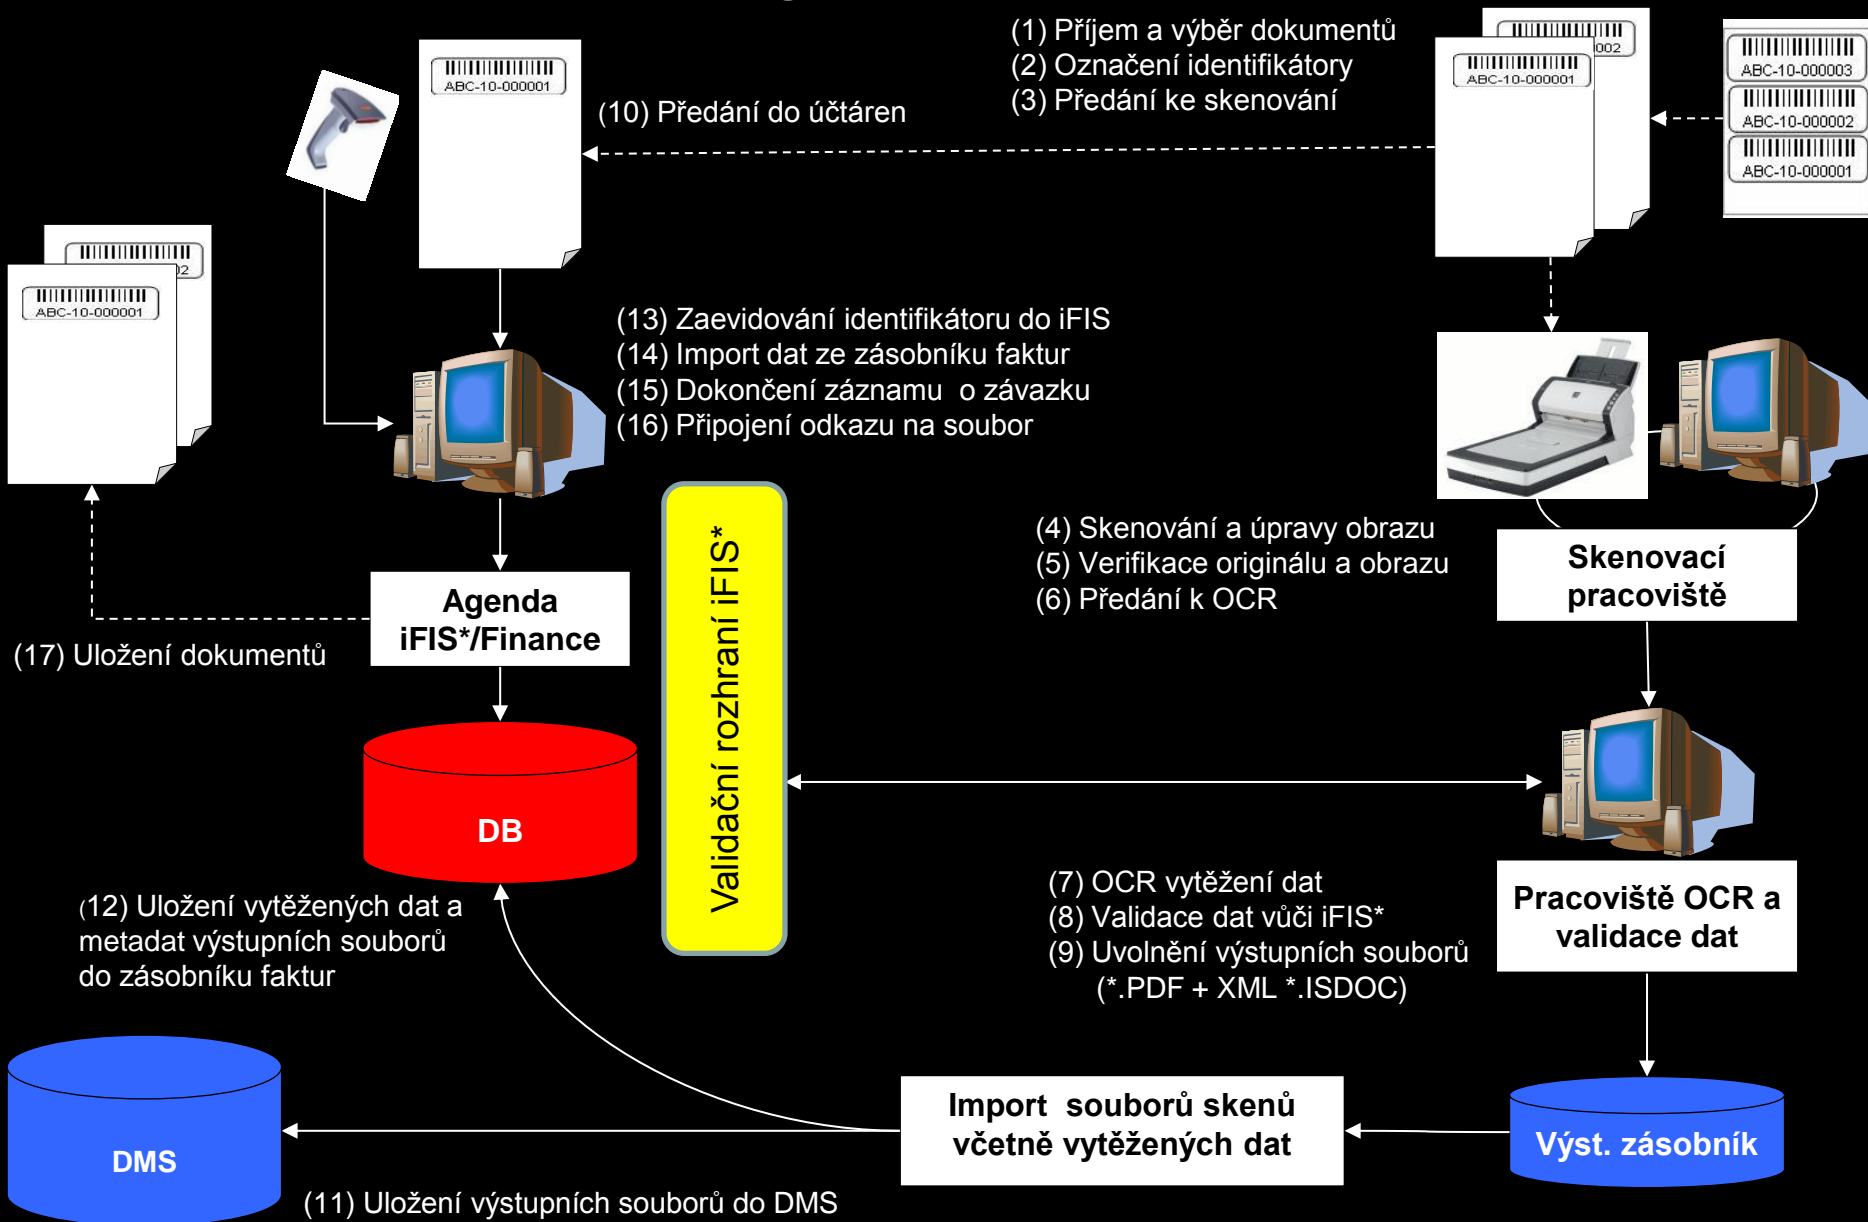 (1) Příjem a výběr dokumentů
(2) Označení identifikátory
(3) Předání ke skenování
002
ABC-10-000001
ABC-10-000003
ABC-10-000002
ABC-10-000001
ABC-10-000001
(10) Předání do účtáren
02
ABC-10-000001
(13) Zaevidování identifikátoru do iFIS
(14) Import dat ze zásobníku faktur
(15) Dokončení záznamu  o závazku
(16) Připojení odkazu na soubor
(4) Skenování a úpravy obrazu
(5) Verifikace originálu a obrazu
(6) Předání k OCR
Skenovací
pracoviště
Agenda
iFIS*/Finance
(17) Uložení dokumentů
Validační rozhraní iFIS*
DB
(7) OCR vytěžení dat
(8) Validace dat vůči iFIS*
(9) Uvolnění výstupních souborů
(*.PDF + XML *.ISDOC)
Pracoviště OCR a
validace dat
(12) Uložení vytěžených dat a
metadat výstupních souborů
do zásobníku faktur
Import  souborů skenů
včetně vytěžených dat
Výst. zásobník
DMS
(11) Uložení výstupních souborů do DMS